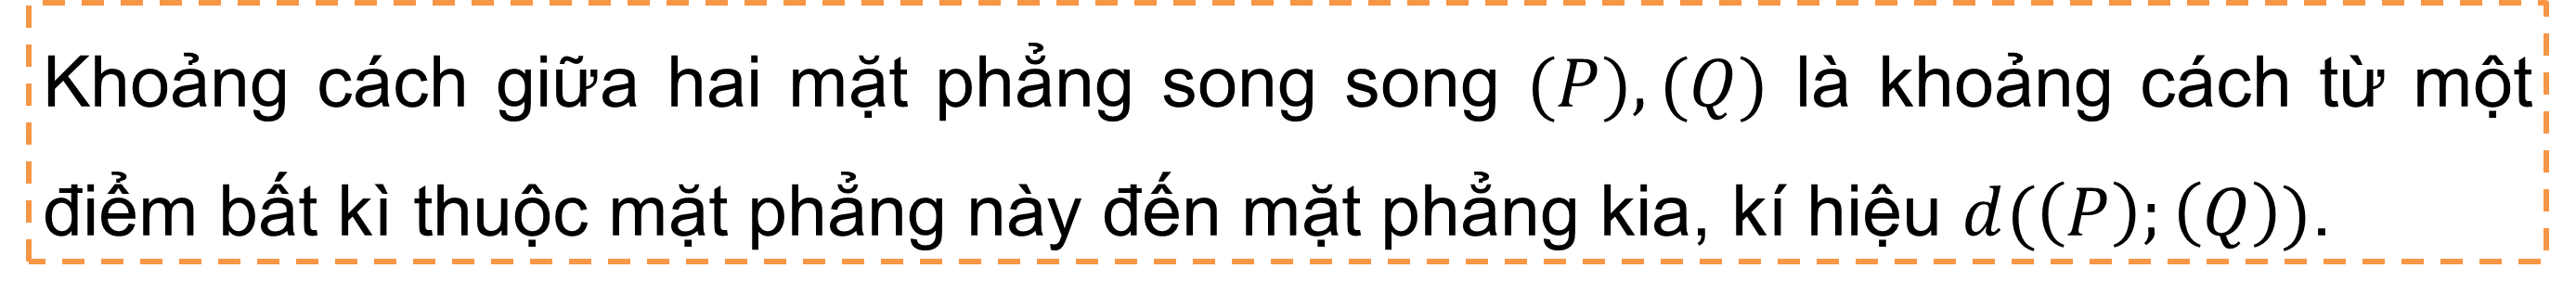 Khoảng cách giữa hai mặt phẳng song song (P), (Q) là khoảng cách từ một
điểm bất kì thuộc mặt phẳng này đến mặt phẳng kia, kí hiệu d((P); (Q)).